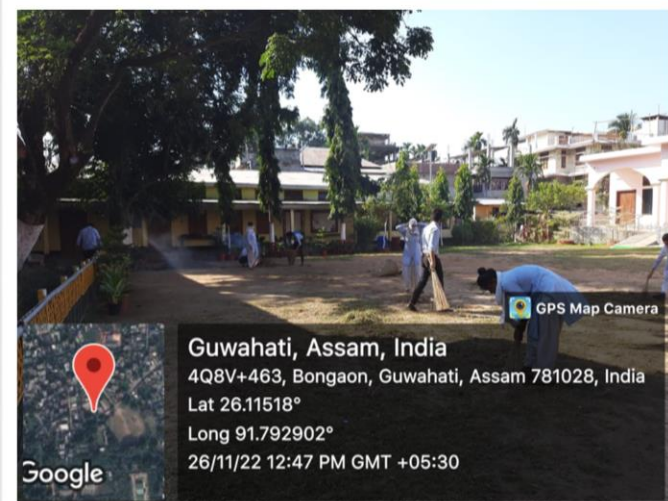 GPS Map Camera
Guwahati, Assam, India
4Q8V+463, Bongaon, Guwahati, Assam 781028, India
Lat 26.11518°
Long 91.792902°
26/11/22 12:47 PM GMT +05:30
Google